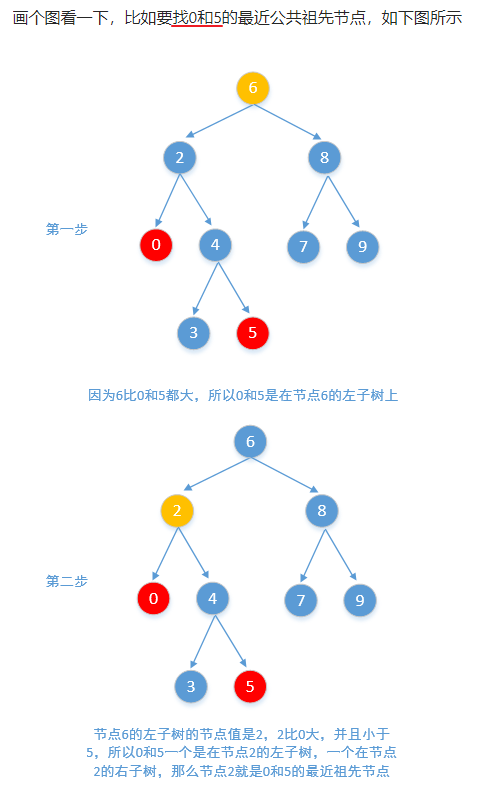 画个图看一下，比如要找0和5的最近公共祖先节点，如下图所示
6
2
8
第一步
0
4
7
9
3
5
因为6比0和5都大，所以0和5是在节点6的左子树上
6
2
8
第二步
0
4
7
9
3
5
节点6的左子树的节点值是2，2比0大，并且小于
5，所以0和5一个是在节点2的左子树，一个在节点
2的右子树，那么节点2就是0和5的最近祖先节点